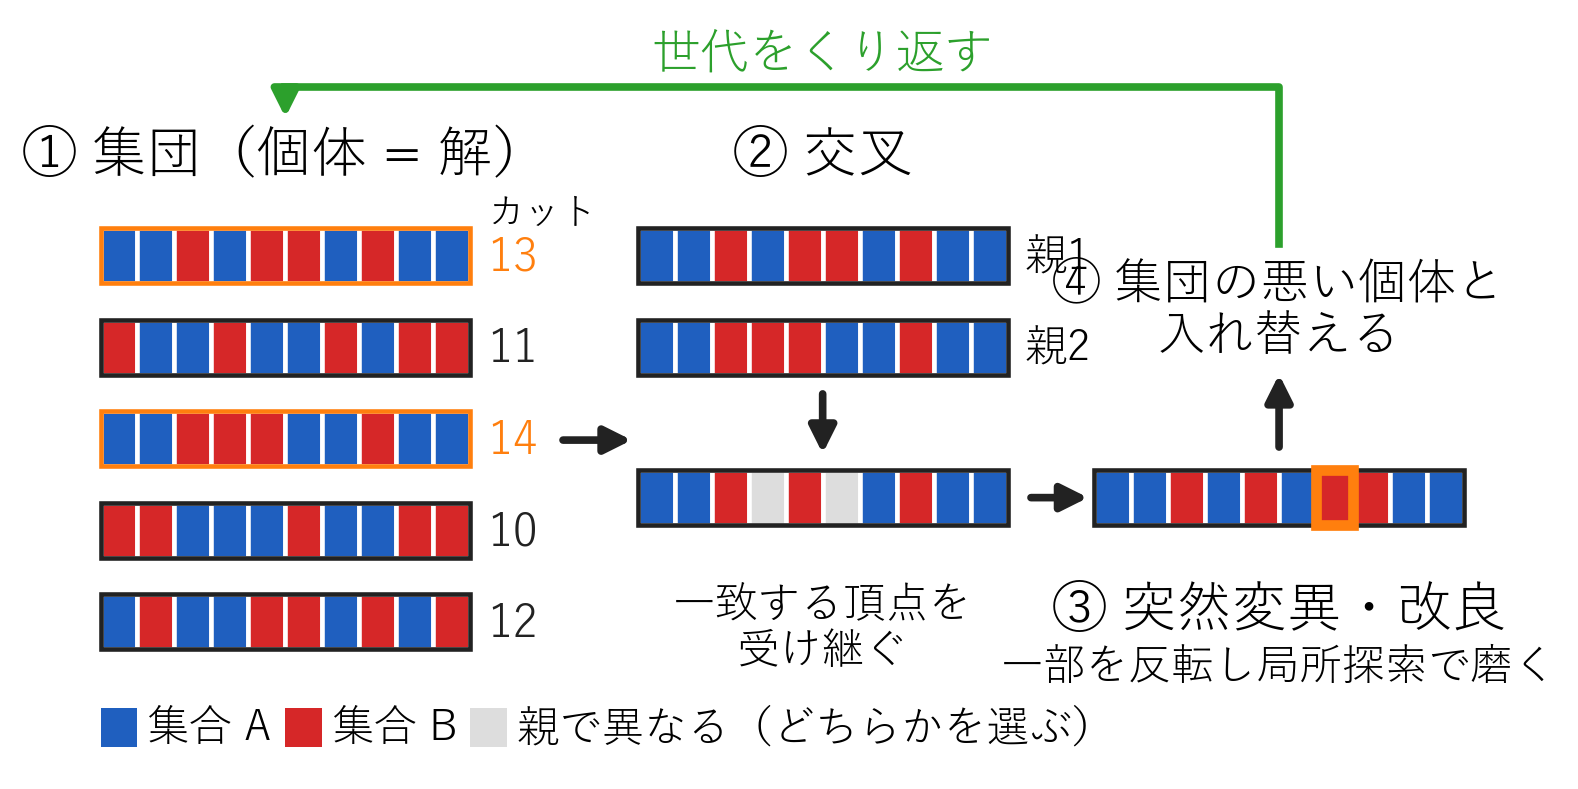 世代をくり返す
① 集団（個体 = 解）
カット
13
11
14
10
12
② 交叉
親1
親2
一致する頂点を
受け継ぐ
③ 突然変異・改良
一部を反転し局所探索で磨く
④ 集団の悪い個体と
入れ替える
集合 A
集合 B
親で異なる（どちらかを選ぶ）